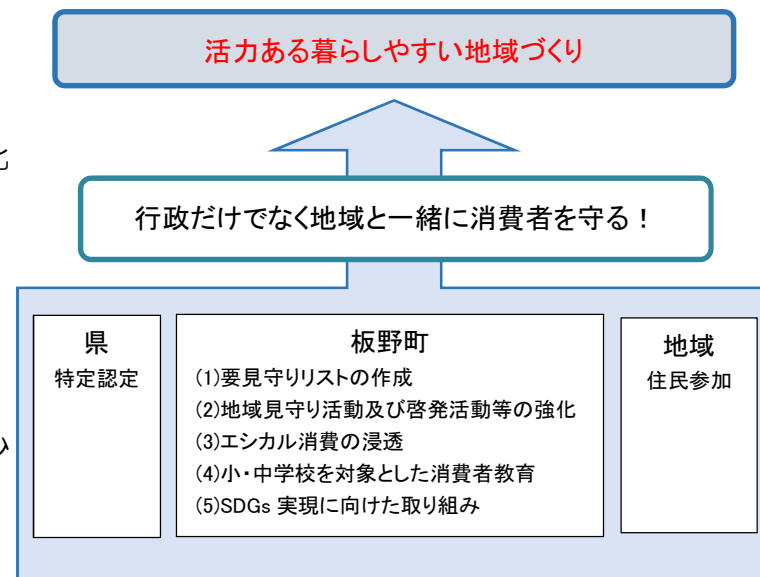 活力ある暮らしやすい地域づくり
行政だけでなく地域と一緒に消費者を守る！
県
特定認定
板野町
(1)要見守りリストの作成
(2)地域見守り活動及び啓発活動等の強化
(3)エシカル消費の浸透
(4)小・中学校を対象とした消費者教育
(5)SDGs 実現に向けた取り組み
地域
住民参加